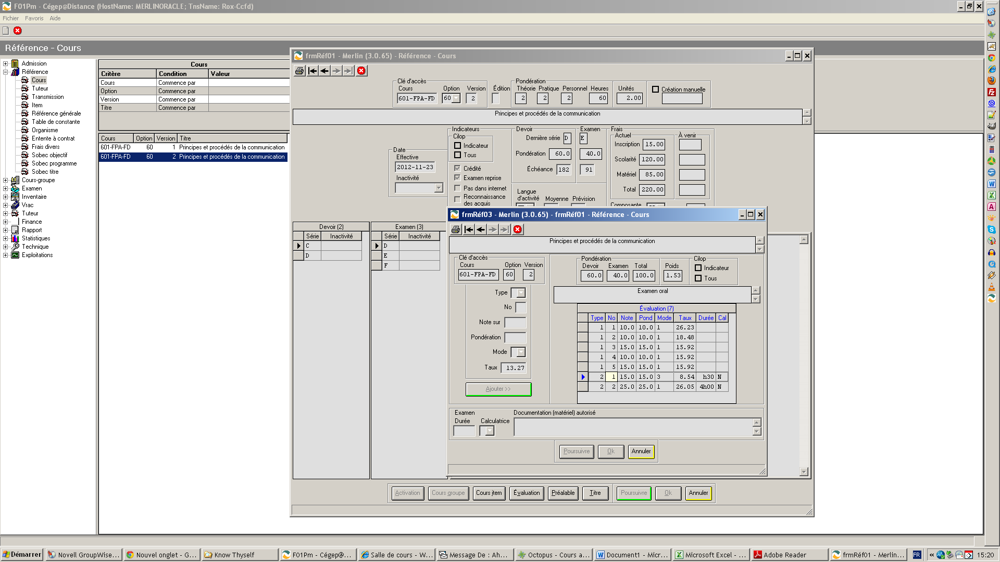 F01Pm - Cégep@Distance (HostName: MERLINORACLE; TnsName: Rox-Ccfd)
Fichier Favoris Aide
Référence - Cours
Admission
Référence
Cours
Tuteur
Transmission
Item
Référence générale
Table de constante
Organisme
Entente à contrat
Frais divers
Sobec objectif
Sobec programme
Sobec titre
Cours-groupe
Examen
Inventaire
Vrac
Tuteur
Finance
Rapport
Statistiques
Technique
Exploitations
Cours
Critère Condition Valeur
Cours Commence par
Option Commence par
Version Commence par
Titre Commence par
Cours Option Version Titre
601-FPA-FD 60 1 Principes et procédés de la communication
601-FPA-FD 60 2 Principes et procédés de la communication
frmRéf01 - Merlin (3.0.65) - Référence - Cours
Clé d'accès
Cours Option Version Édition
601-FPA-FD 60 2
Pondération
Théorie Pratique Personnel Heures Unités
2 2 2 60 2.00
Création manuelle
Principes et procédés de la communication
Date
Effective
2012-11-23
Inactivité
Indicateurs
Cilop
Indicateur
Tous
Crédité
Examen reprise
Pas dans internet
Reconnaissance
des acquis
Devoir Examen
Dernière série D E
Pondération 60.0 40.0
Échéance 182 91
Langue
d'activité Moyenne Prévision
Frais
Actuel À venir
Inscription 15.00
Scolarité 120.00
Matériel 85.00
Total 220.00
Composante
Devoir (2)
Série Inactivité
C
D
Examen (3)
Série Inactivité
D
E
F
frmRéf03 - Merlin (3.0.65) - frmRéf01 - Référence - Cours
Principes et procédés de la communication
Clé d'accès
Cours Option Version
601-FPA-FD 60 2
Type
No
Note sur
Pondération
Mode
Taux 13.27
Ajouter >>
Pondération
Devoir Examen Total Poids
60.0 40.0 100.0 1.53
Cilop
Indicateur
Tous
Examen oral
Évaluation (7)
Type No Note Pond Mode Taux Durée Cal
1 1 10.0 10.0 1 26.23
1 2 10.0 10.0 1 18.48
1 3 15.0 15.0 1 15.92
1 4 10.0 10.0 1 15.92
1 5 15.0 15.0 1 15.92
2 1 15.0 15.0 3 8.54 h30 N
2 2 25.0 25.0 1 26.05 4h00 N
Examen
Durée Calculatrice
Documentation (matériel) autorisé
Poursuivre Ok Annuler
Activation Cours groupe Cours item Évaluation Préalable Titre Poursuivre Ok Annuler
Démarrer Novell GroupWise... Nouvel onglet - G... Know Thyself F01Pm - Cégep@... Salle de cours - W... Message De : Ah... Octopus - Cours a... Document1 - Micr... Microsoft Excel - ... Adobe Reader frmRéf01 - Merlin... FR « 15:20